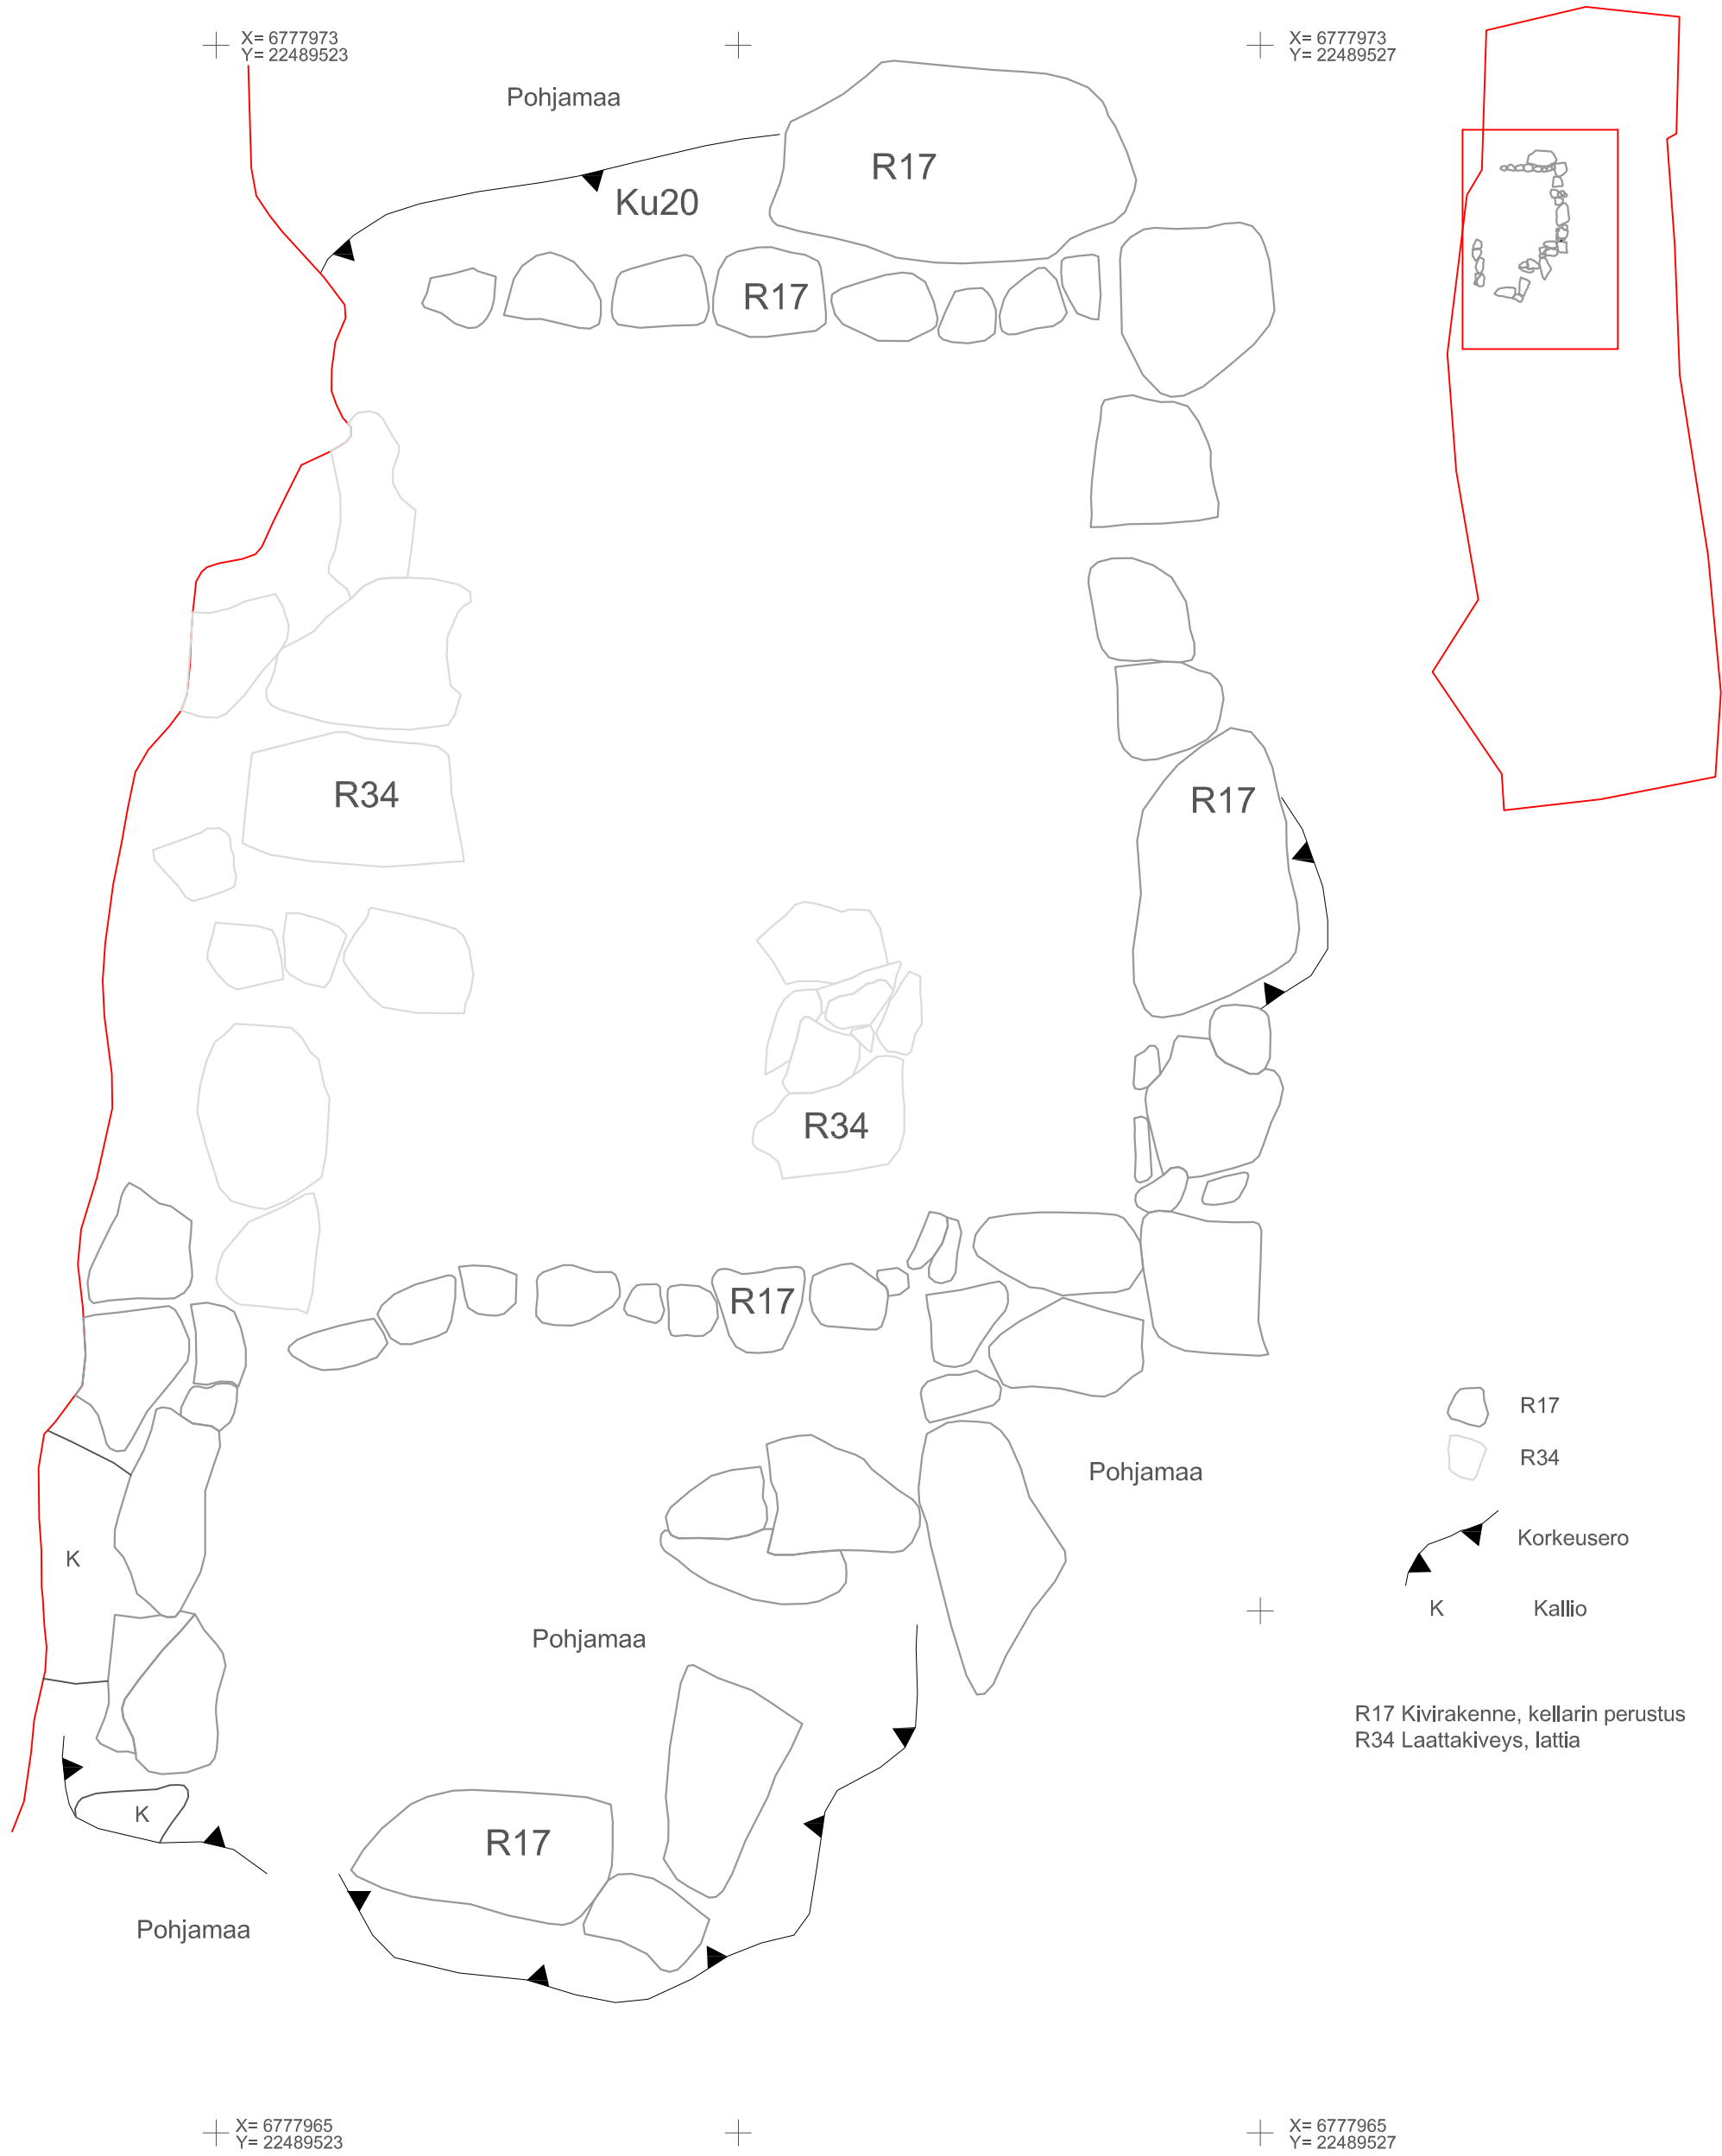 X= 6777973
Y= 22489523
X= 6777973
Y= 22489527
Pohjamaa
R17
Ku20
R17
R34
R17
R34
R17
R17
R34
Pohjamaa
Korkeusero
K
K Kallio
Pohjamaa
R17 Kivirakenne, kellarin perustus
R34 Laattakiveys, lattia
K
R17
Pohjamaa
X= 6777965
Y= 22489523
X= 6777965
Y= 22489527